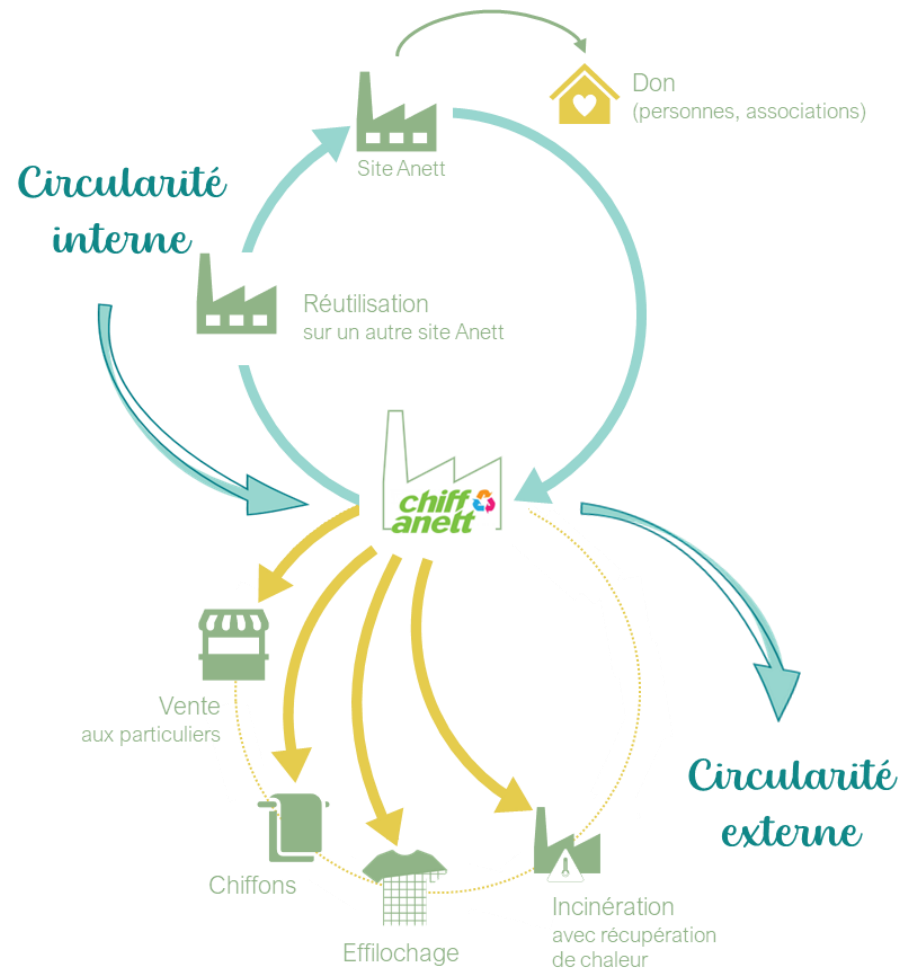 Don
(personnes, associations)
Site Anett
Circularité
interne
Réutilisation
sur un autre site Anett
chiff
anett
Vente
aux particuliers
Circularité
externe
Chiffons
Effilochage
Incinération
avec récupération
de chaleur